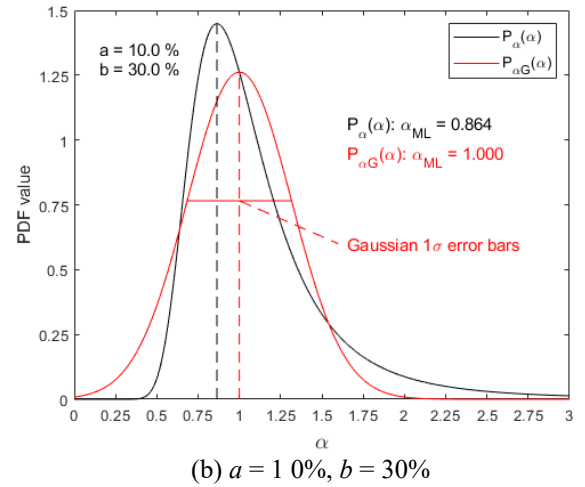 1.5
1.25
1
0.75
0.5
0.25
0
PDF value
a = 10.0 %
b = 30.0 %
P_α(α)
P_αG(α)
P_α(α): α_ML = 0.864
P_αG(α): α_ML = 1.000
Gaussian 1σ error bars
0 0.25 0.5 0.75 1 1.25 1.5 1.75 2 2.25 2.5 2.75 3
α
(b) a = 1 0%, b = 30%